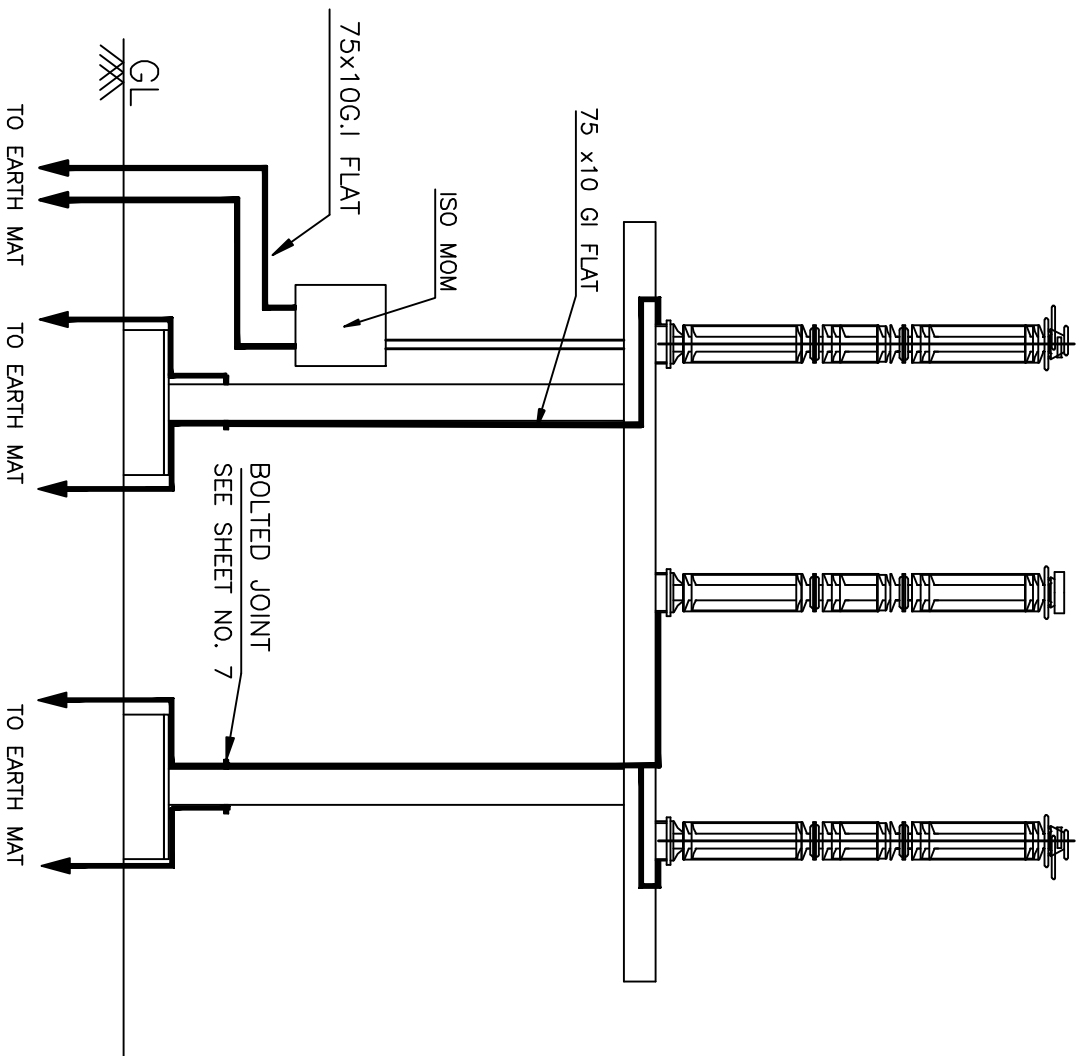 75 x10 GI FLAT
ISO MOM
75x10G.I FLAT
GL
BOLTED JOINT
SEE SHEET NO. 7
TO EARTH MAT
TO EARTH MAT
TO EARTH MAT